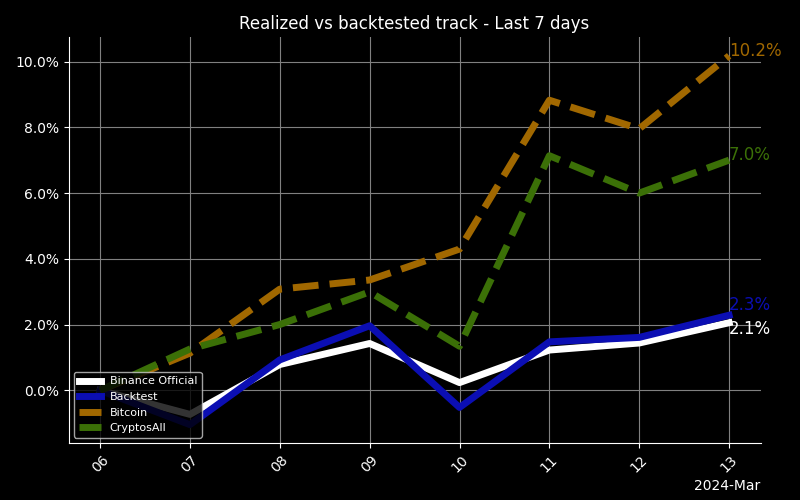 Realized vs backtested track - Last 7 days
10.0%
8.0%
6.0%
4.0%
2.0%
0.0%
10.2%
7.0%
2.3%
2.1%
Binance Official
Backtest
Bitcoin
CryptosAll
06 07 08 09 10 11 12 13
2024-Mar